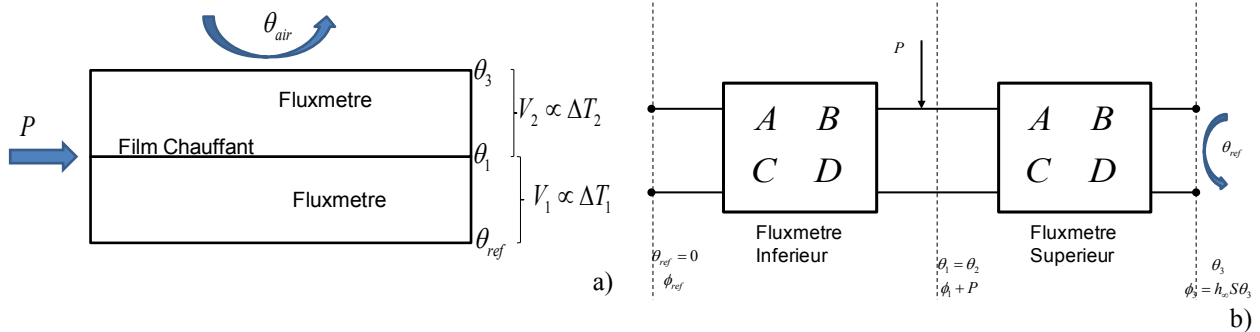 θair
θ3
Fluxmetre
V2 ∝ ΔT2
P
Film Chauffant
θ1
Fluxmetre
V1 ∝ ΔT1
θref
a)
P
A B
C D
A B
C D
θref
Fluxmetre
Inferieur
Fluxmetre
Superieur
θref = 0
ϕref
θ1 = θ2
ϕ1 + P
θ3
ϕ3 = h∞Sθ3
b)